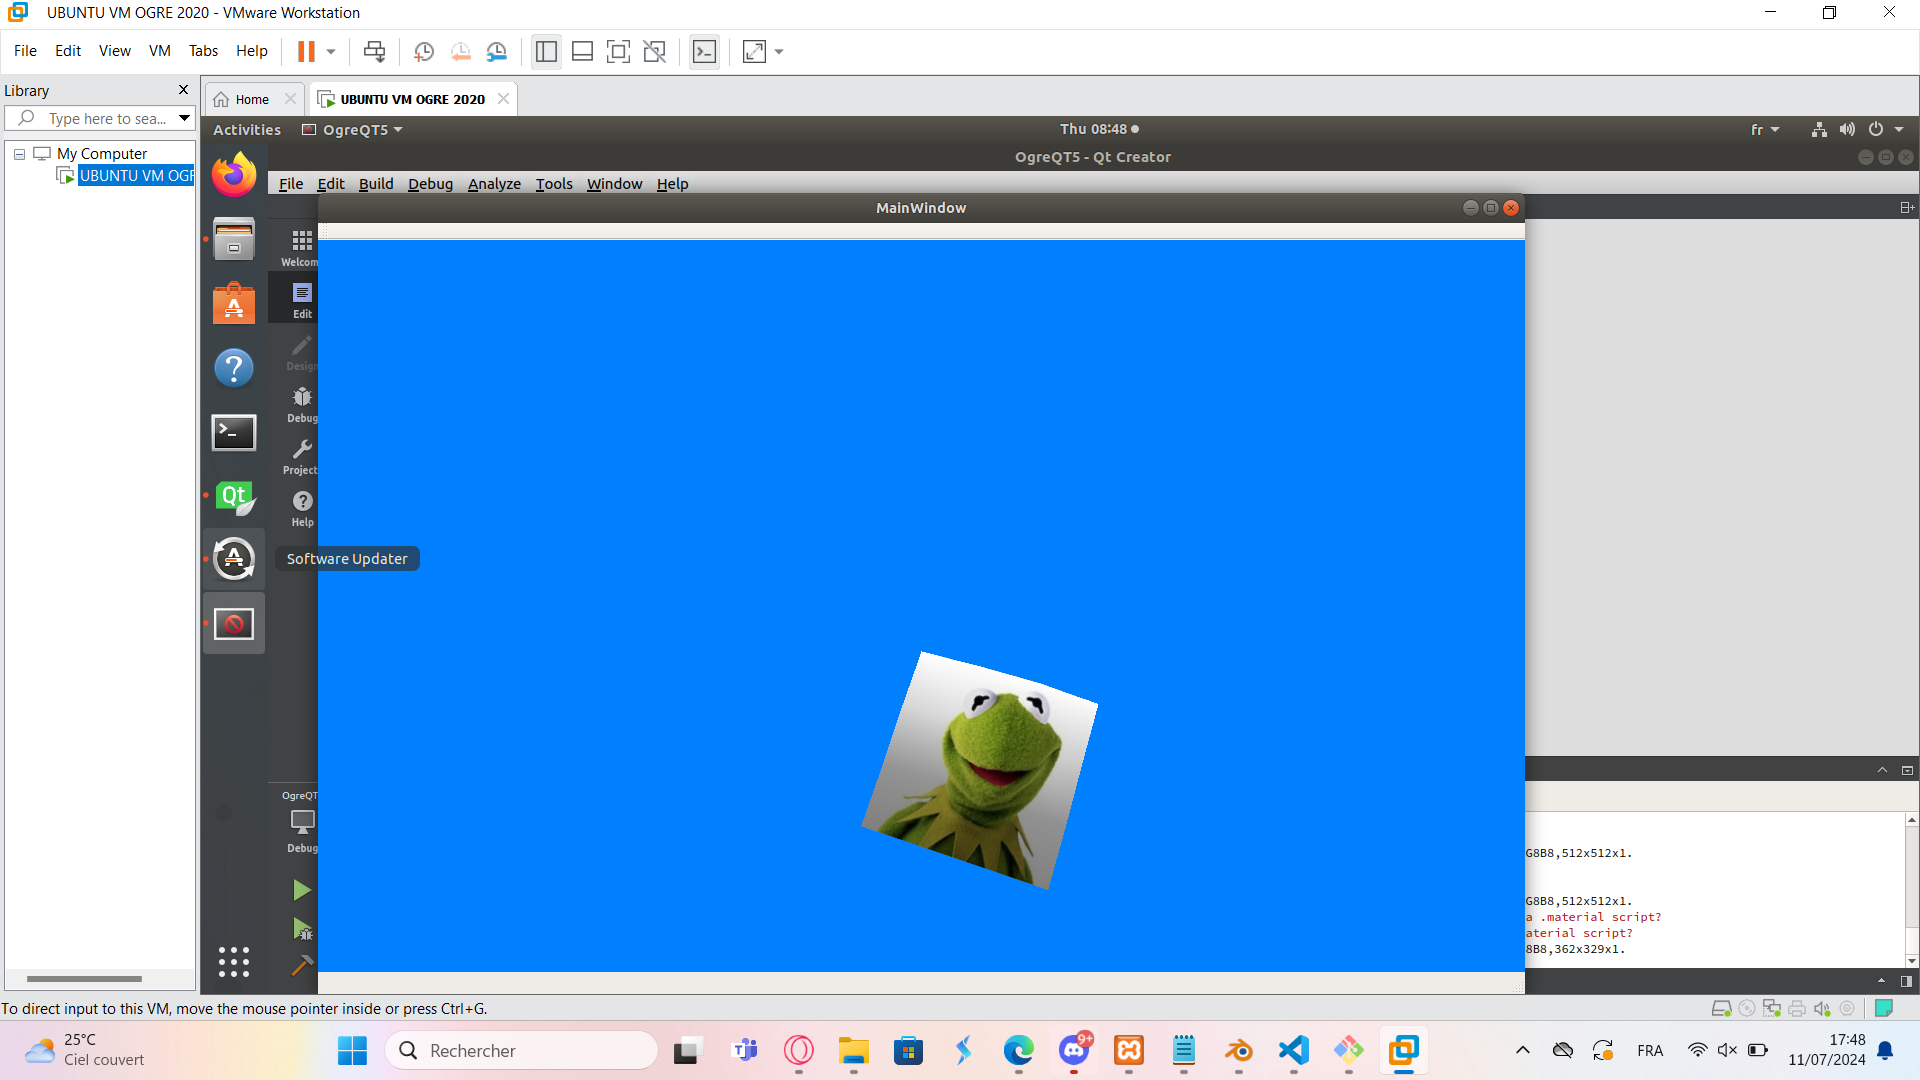 UBUNTU VM OGRE 2020 - VMware Workstation
File Edit View VM Tabs Help
Library
Type here to sea...
My Computer
UBUNTU VM OGR
Home
UBUNTU VM OGRE 2020
Activities
OgreQT5
Thu 08:48
fr
OgreQT5 - Qt Creator
File Edit Build Debug Analyze Tools Window Help
MainWindow
Welcom
Edit
Design
Debug
Project
Help
Software Updater
OgreQT
Debug
G8B8,512x512x1.
G8B8,512x512x1.
a .material script?
aterial script?
8B8,362x329x1.
To direct input to this VM, move the mouse pointer inside or press Ctrl+G.
25°C
Ciel couvert
Rechercher
9+
FRA
17:48
11/07/2024